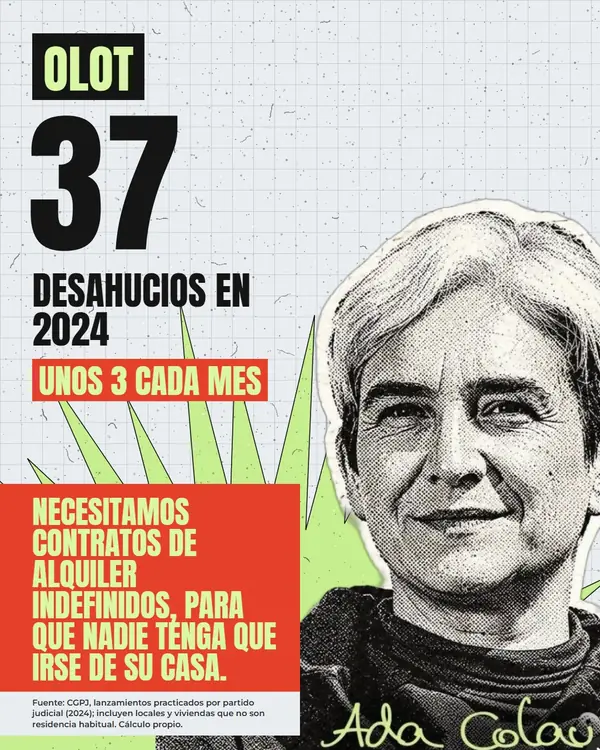 OLOT
37
DESAHUCIOS EN
2024
UNOS 3 CADA MES
NECESITAMOS
CONTRATOS DE
ALQUILER
INDEFINIDOS, PARA
QUE NADIE TENGA QUE
IRSE DE SU CASA.
Fuente: CGPJ, lanzamientos practicados por partido
judicial (2024); incluyen locales y viviendas que no son
residencia habitual. Cálculo propio.
Ada Colau